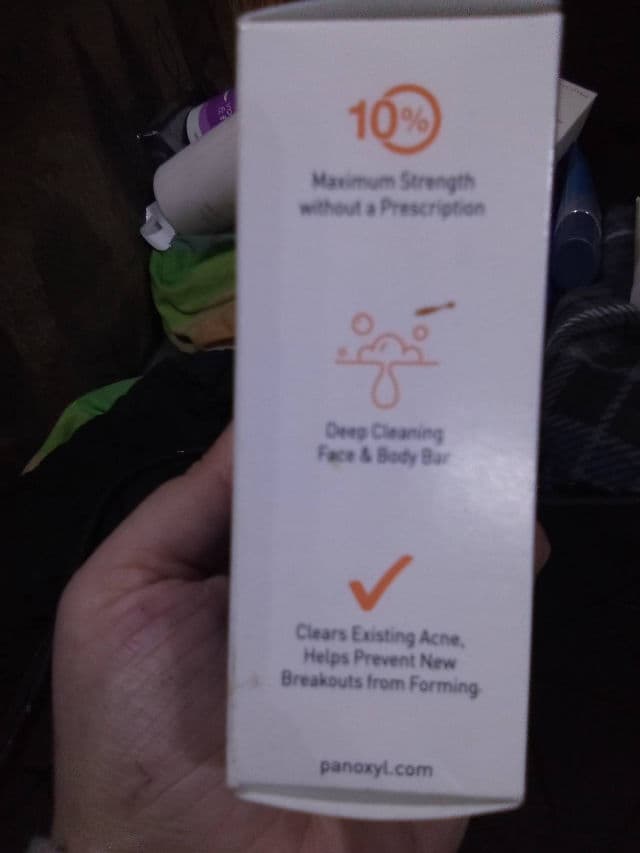 10%
Maximum Strength
without a Prescription
Deep Cleaning
Face & Body Bar
Clears Existing Acne,
Helps Prevent New
Breakouts from Forming
panoxyl.com